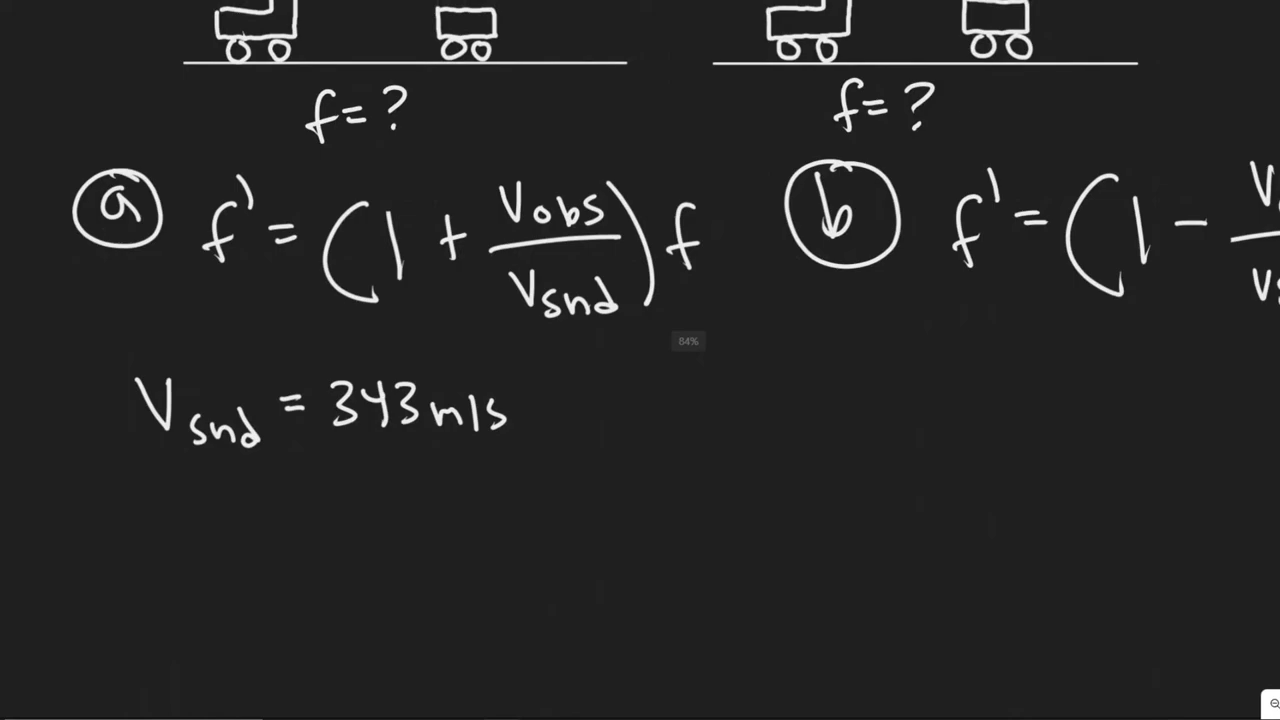 f = ?
f = ?
ⓐ f' = (1 + Vobs/Vsnd) f
ⓑ f' = (1 -
84%
Vsnd = 343 m/s